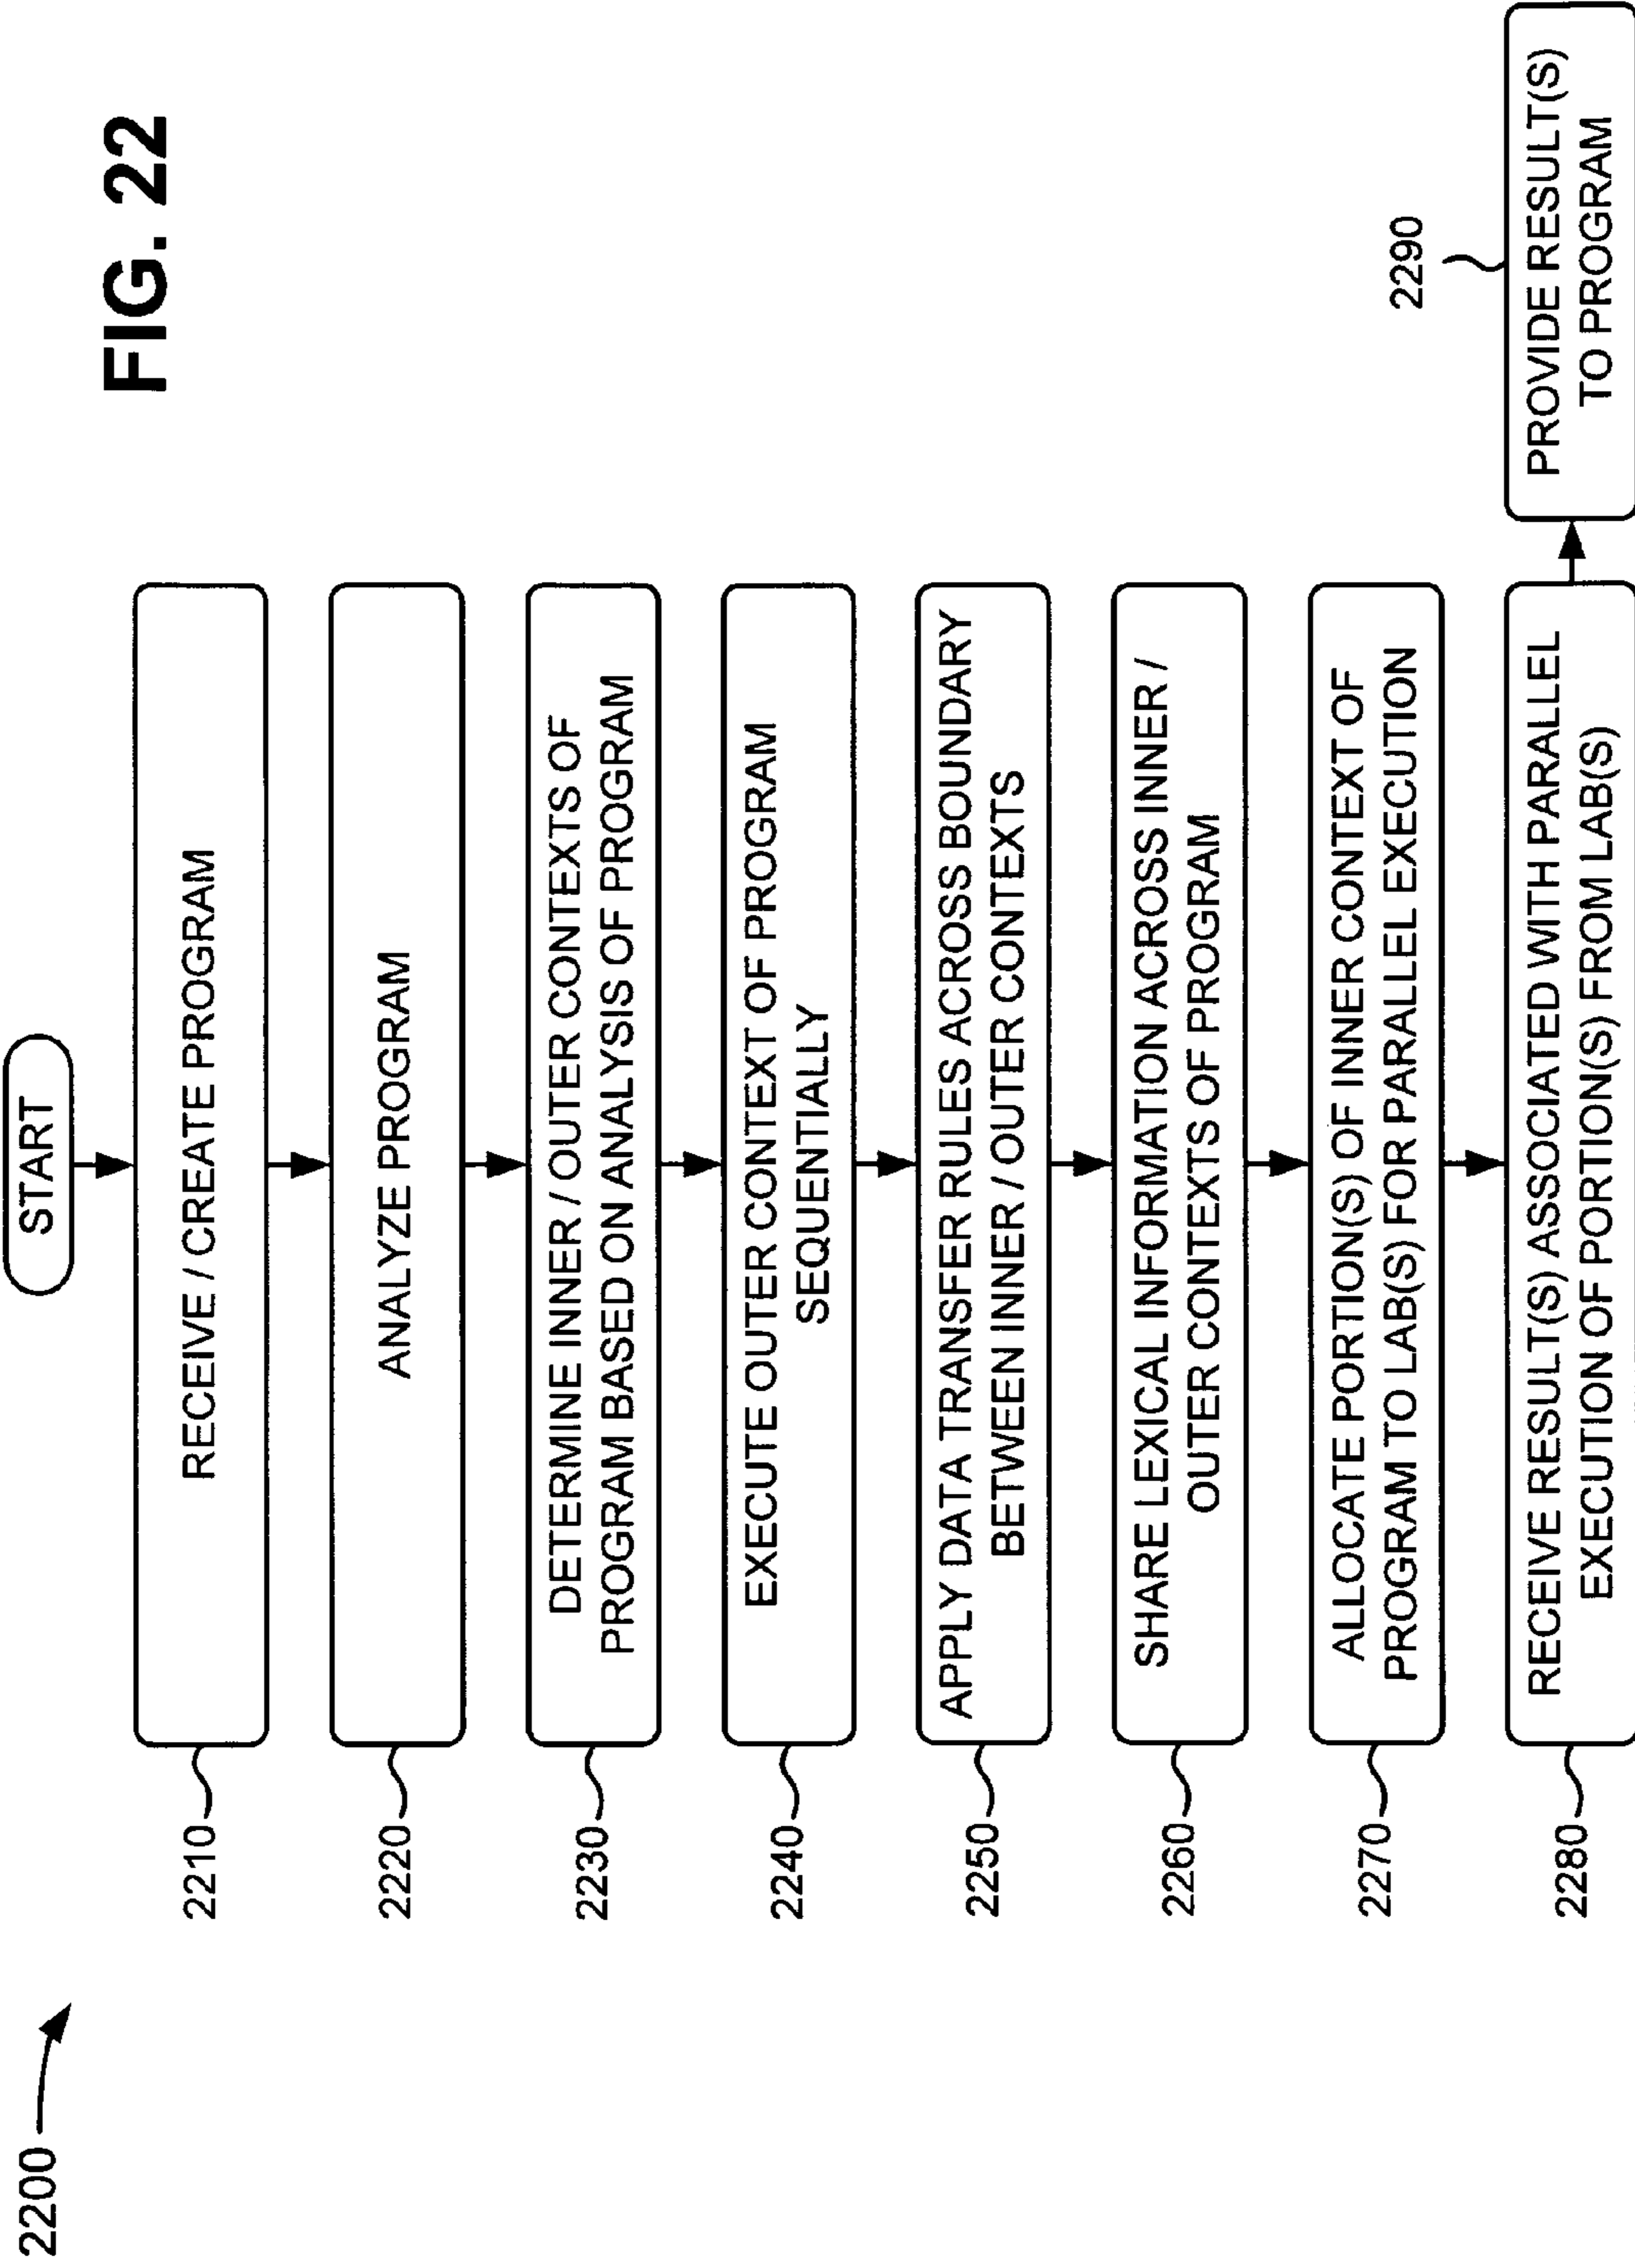 2200
FIG. 22
START
2210
RECEIVE / CREATE PROGRAM
2220
ANALYZE PROGRAM
2230
DETERMINE INNER / OUTER CONTEXTS OF
PROGRAM BASED ON ANALYSIS OF PROGRAM
2240
EXECUTE OUTER CONTEXT OF PROGRAM
SEQUENTIALLY
2250
APPLY DATA TRANSFER RULES ACROSS BOUNDARY
BETWEEN INNER / OUTER CONTEXTS
2260
SHARE LEXICAL INFORMATION ACROSS INNER /
OUTER CONTEXTS OF PROGRAM
2270
ALLOCATE PORTION(S) OF INNER CONTEXT OF
PROGRAM TO LAB(S) FOR PARALLEL EXECUTION
2280
RECEIVE RESULT(S) ASSOCIATED WITH PARALLEL
EXECUTION OF PORTION(S) FROM LAB(S)
2290
PROVIDE RESULT(S)
TO PROGRAM